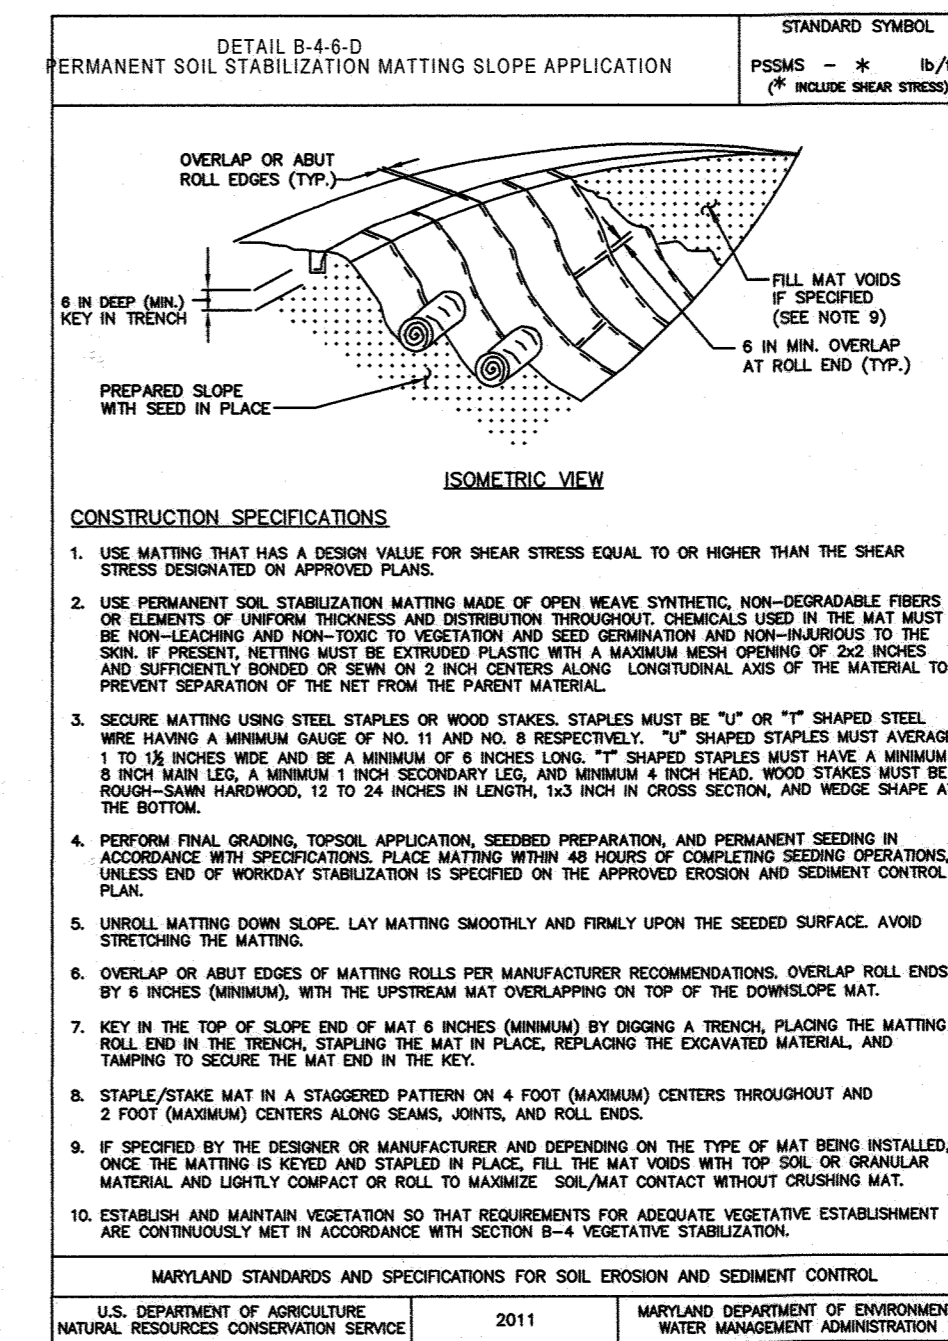 DETAIL B-4-6-D
PERMANENT SOIL STABILIZATION MATTING SLOPE APPLICATION
STANDARD SYMBOL
PSSMS - * lb/
(* INCLUDE SHEAR STRESS)
OVERLAP OR ABUT
ROLL EDGES (TYP.)
6 IN DEEP (MIN.)
KEY IN TRENCH
PREPARED SLOPE
WITH SEED IN PLACE
FILL MAT VOIDS
IF SPECIFIED
(SEE NOTE 9)
6 IN MIN. OVERLAP
AT ROLL END (TYP.)
ISOMETRIC VIEW
CONSTRUCTION SPECIFICATIONS
1. USE MATTING THAT HAS A DESIGN VALUE FOR SHEAR STRESS EQUAL TO OR HIGHER THAN THE SHEAR
STRESS DESIGNATED ON APPROVED PLANS.
2. USE PERMANENT SOIL STABILIZATION MATTING MADE OF OPEN WEAVE SYNTHETIC, NON-DEGRADABLE FIBERS
OR ELEMENTS OF UNIFORM THICKNESS AND DISTRIBUTION THROUGHOUT. CHEMICALS USED IN THE MAT MUST
BE NON-LEACHING AND NON-TOXIC TO VEGETATION AND SEED GERMINATION AND NON-INJURIOUS TO THE
SKIN. IF PRESENT, NETTING MUST BE EXTRUDED PLASTIC WITH A MAXIMUM MESH OPENING OF 2x2 INCHES
AND SUFFICIENTLY BONDED OR SEWN ON 2 INCH CENTERS ALONG LONGITUDINAL AXIS OF THE MATERIAL TO
PREVENT SEPARATION OF THE NET FROM THE PARENT MATERIAL.
3. SECURE MATTING USING STEEL STAPLES OR WOOD STAKES. STAPLES MUST BE "U" OR "T" SHAPED STEEL
WIRE HAVING A MINIMUM GAUGE OF NO. 11 AND NO. 8 RESPECTIVELY. "U" SHAPED STAPLES MUST AVERAG
1 TO 1½ INCHES WIDE AND BE A MINIMUM OF 6 INCHES LONG. "T" SHAPED STAPLES MUST HAVE A MINIMUM
8 INCH MAIN LEG, A MINIMUM 1 INCH SECONDARY LEG, AND MINIMUM 4 INCH HEAD. WOOD STAKES MUST BE
ROUGH-SAWN HARDWOOD, 12 TO 24 INCHES IN LENGTH, 1x3 INCH IN CROSS SECTION, AND WEDGE SHAPE A
THE BOTTOM.
4. PERFORM FINAL GRADING, TOPSOIL APPLICATION, SEEDBED PREPARATION, AND PERMANENT SEEDING IN
ACCORDANCE WITH SPECIFICATIONS. PLACE MATTING WITHIN 48 HOURS OF COMPLETING SEEDING OPERATIONS,
UNLESS END OF WORKDAY STABILIZATION IS SPECIFIED ON THE APPROVED EROSION AND SEDIMENT CONTROL
PLAN.
5. UNROLL MATTING DOWN SLOPE. LAY MATTING SMOOTHLY AND FIRMLY UPON THE SEEDED SURFACE. AVOID
STRETCHING THE MATTING.
6. OVERLAP OR ABUT EDGES OF MATTING ROLLS PER MANUFACTURER RECOMMENDATIONS. OVERLAP ROLL ENDS
BY 6 INCHES (MINIMUM), WITH THE UPSTREAM MAT OVERLAPPING ON TOP OF THE DOWNSLOPE MAT.
7. KEY IN THE TOP OF SLOPE END OF MAT 6 INCHES (MINIMUM) BY DIGGING A TRENCH, PLACING THE MATTING
ROLL END IN THE TRENCH, STAPLING THE MAT IN PLACE, REPLACING THE EXCAVATED MATERIAL, AND
TAMPING TO SECURE THE MAT END IN THE KEY.
8. STAPLE/STAKE MAT IN A STAGGERED PATTERN ON 4 FOOT (MAXIMUM) CENTERS THROUGHOUT AND
2 FOOT (MAXIMUM) CENTERS ALONG SEAMS, JOINTS, AND ROLL ENDS.
9. IF SPECIFIED BY THE DESIGNER OR MANUFACTURER AND DEPENDING ON THE TYPE OF MAT BEING INSTALLED,
ONCE THE MATTING IS KEYED AND STAPLED IN PLACE, FILL THE MAT VOIDS WITH TOP SOIL OR GRANULAR
MATERIAL AND LIGHTLY COMPACT OR ROLL TO MAXIMIZE SOIL/MAT CONTACT WITHOUT CRUSHING MAT.
10. ESTABLISH AND MAINTAIN VEGETATION SO THAT REQUIREMENTS FOR ADEQUATE VEGETATIVE ESTABLISHMENT
ARE CONTINUOUSLY MET IN ACCORDANCE WITH SECTION B-4 VEGETATIVE STABILIZATION.
MARYLAND STANDARDS AND SPECIFICATIONS FOR SOIL EROSION AND SEDIMENT CONTROL
U.S. DEPARTMENT OF AGRICULTURE
NATURAL RESOURCES CONSERVATION SERVICE
2011
MARYLAND DEPARTMENT OF ENVIRONMEN
WATER MANAGEMENT ADMINISTRATION